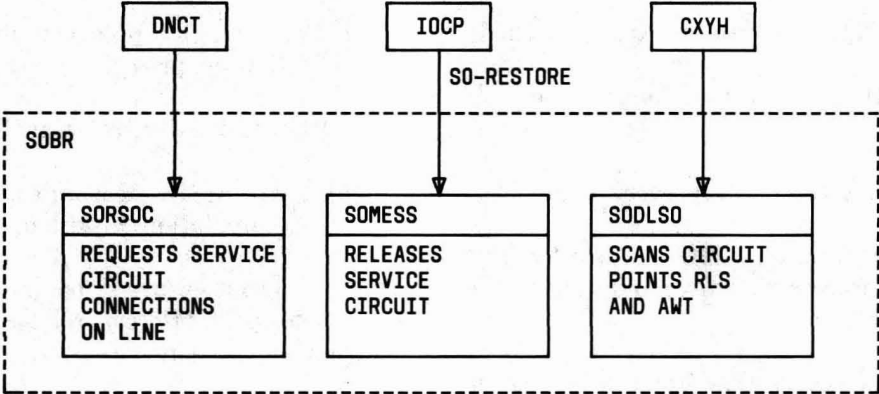 DNCT
IOCP
CXYH
SO-RESTORE
SOBR
SORSOC
REQUESTS SERVICE
CIRCUIT
CONNECTIONS
ON LINE
SOMESS
RELEASES
SERVICE
CIRCUIT
SODLSO
SCANS CIRCUIT
POINTS RLS
AND AWT